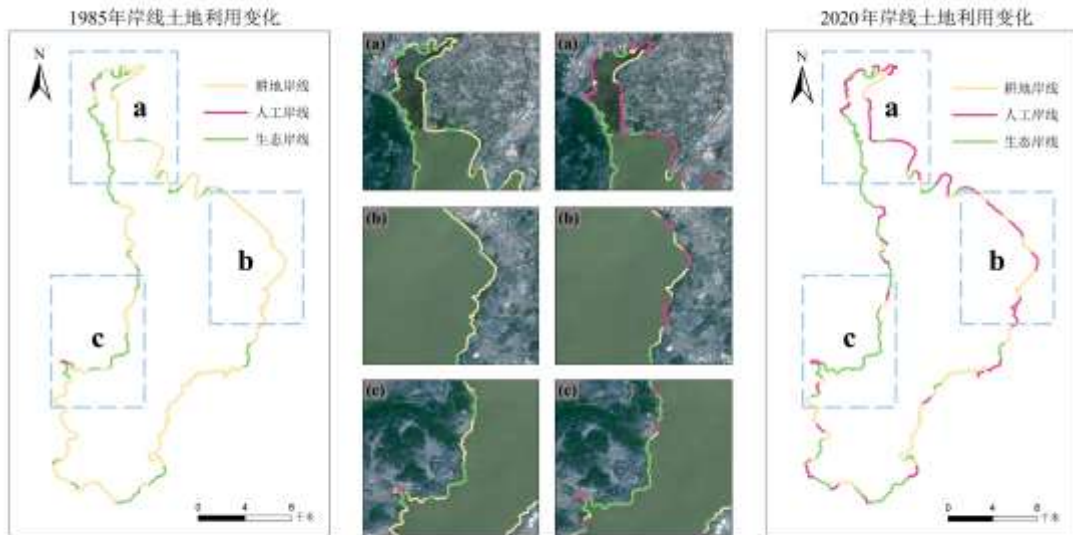 1985年岸线土地利用变化
N
耕地岸线
人工岸线
生态岸线
a
b
c
0 4 8
千米
(a)
(a)
(b)
(b)
(c)
(c)
2020年岸线土地利用变化
N
耕地岸线
人工岸线
生态岸线
a
b
c
0 4 8
千米